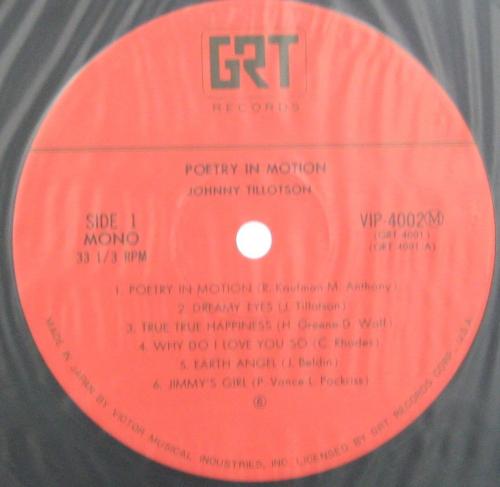 GRT
RECORDS
POETRY IN MOTION
JOHNNY TILLOTSON
SIDE 1
MONO
33 1/3 RPM
VIP-4002Ⓜ
(GRT-4001)
(GRT-4001-A)
1. POETRY IN MOTION (R. Kaufman-M. Anthony)
2. DREAMY EYES (J. Tillotson)
3. TRUE TRUE HAPPINESS (H. Greene-D. Wolf)
4. WHY DO I LOVE YOU SO (C. Rhodes)
5. EARTH ANGEL (J. Beldin)
6. JIMMY'S GIRL (P. Vance-L. Pockriss)
MADE IN JAPAN BY VICTOR MUSICAL INDUSTRIES, INC. LICENSED BY GRT RECORDS CORP., U.S.A.